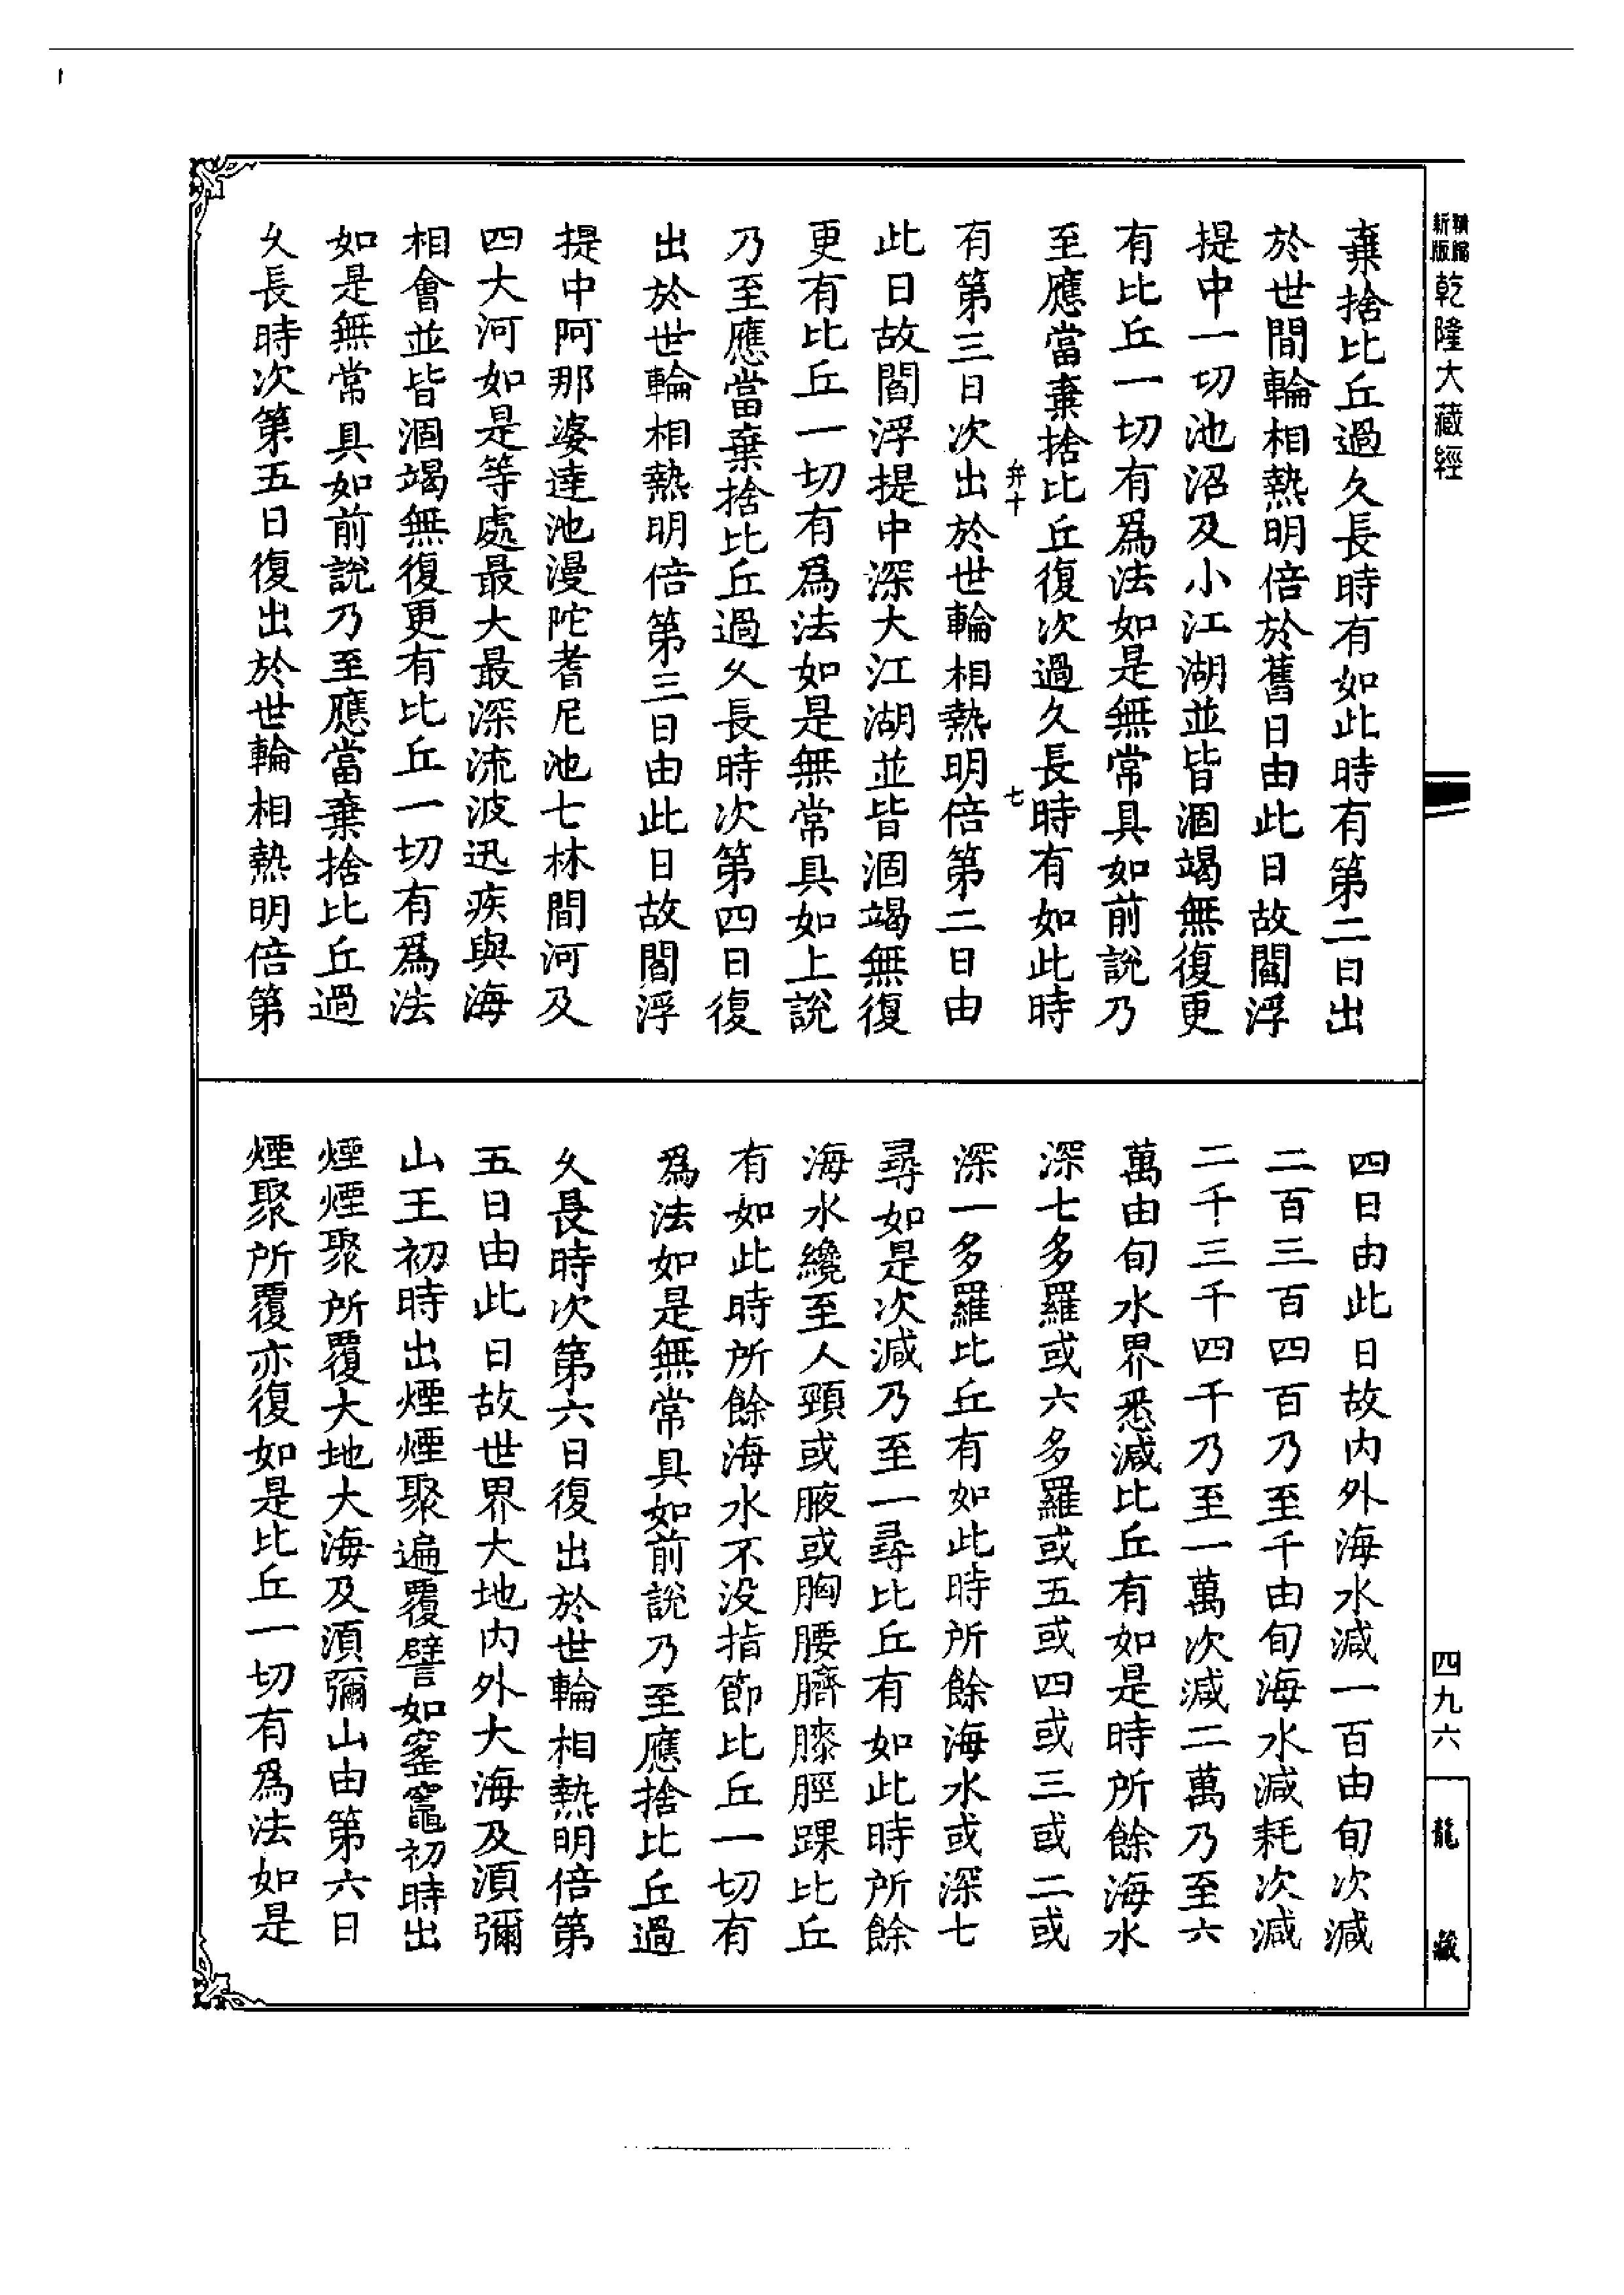 新編
新版
乾隆大藏經
棄捨比丘過久長時有如此時有第二日出
於世間輪相熱明倍於舊日由此日故閻浮
提中一切池沼及小江湖並皆涸竭無復更
有比丘一切有爲法如是無常具如前說乃
至應當棄捨比丘復次過久長時有如此時
弁十
七
有第三日次出於世輪相熱明倍第二日由
此日故閻浮提中深大江湖並皆涸竭無復
更有比丘一切有爲法如是無常具如上說
乃至應當棄捨比丘過久長時次第四日復
出於世輪相熱明倍第三日由此日故閻浮
提中阿那婆達池漫陀耆尼池七林間河及
四大河如是等處最大最深流波迅疾與海
相會並皆涸竭無復更有比丘一切有爲法
如是無常具如前說乃至應當棄捨比丘過
久長時次第五日復出於世輪相熱明倍第
四日由此日故內外海水減一百由旬次減
二百三百四百乃至千由旬海水減耗次減
二千三千四千乃至一萬次減二萬乃至六
萬由旬水界悉減比丘有如是時所餘海水
深七多羅或六多羅或五或四或三或二或
深一多羅比丘有如此時所餘海水或深七
尋如是次減乃至一尋比丘有如此時所餘
海水纔至人頸或腋或胸腰臍膝脛踝比丘
有如此時所餘海水不沒指節比丘一切有
爲法如是無常具如前說乃至應捨比丘過
久長時次第六日復出於世輪相熱明倍第
五日由此日故世界大地內外大海及須彌
山王初時出煙煙聚遍覆譬如窯竈初時出
煙煙聚所覆大地大海及須彌山由第六日
煙聚所覆亦復如是比丘一切有爲法如是
四九六
龍藏